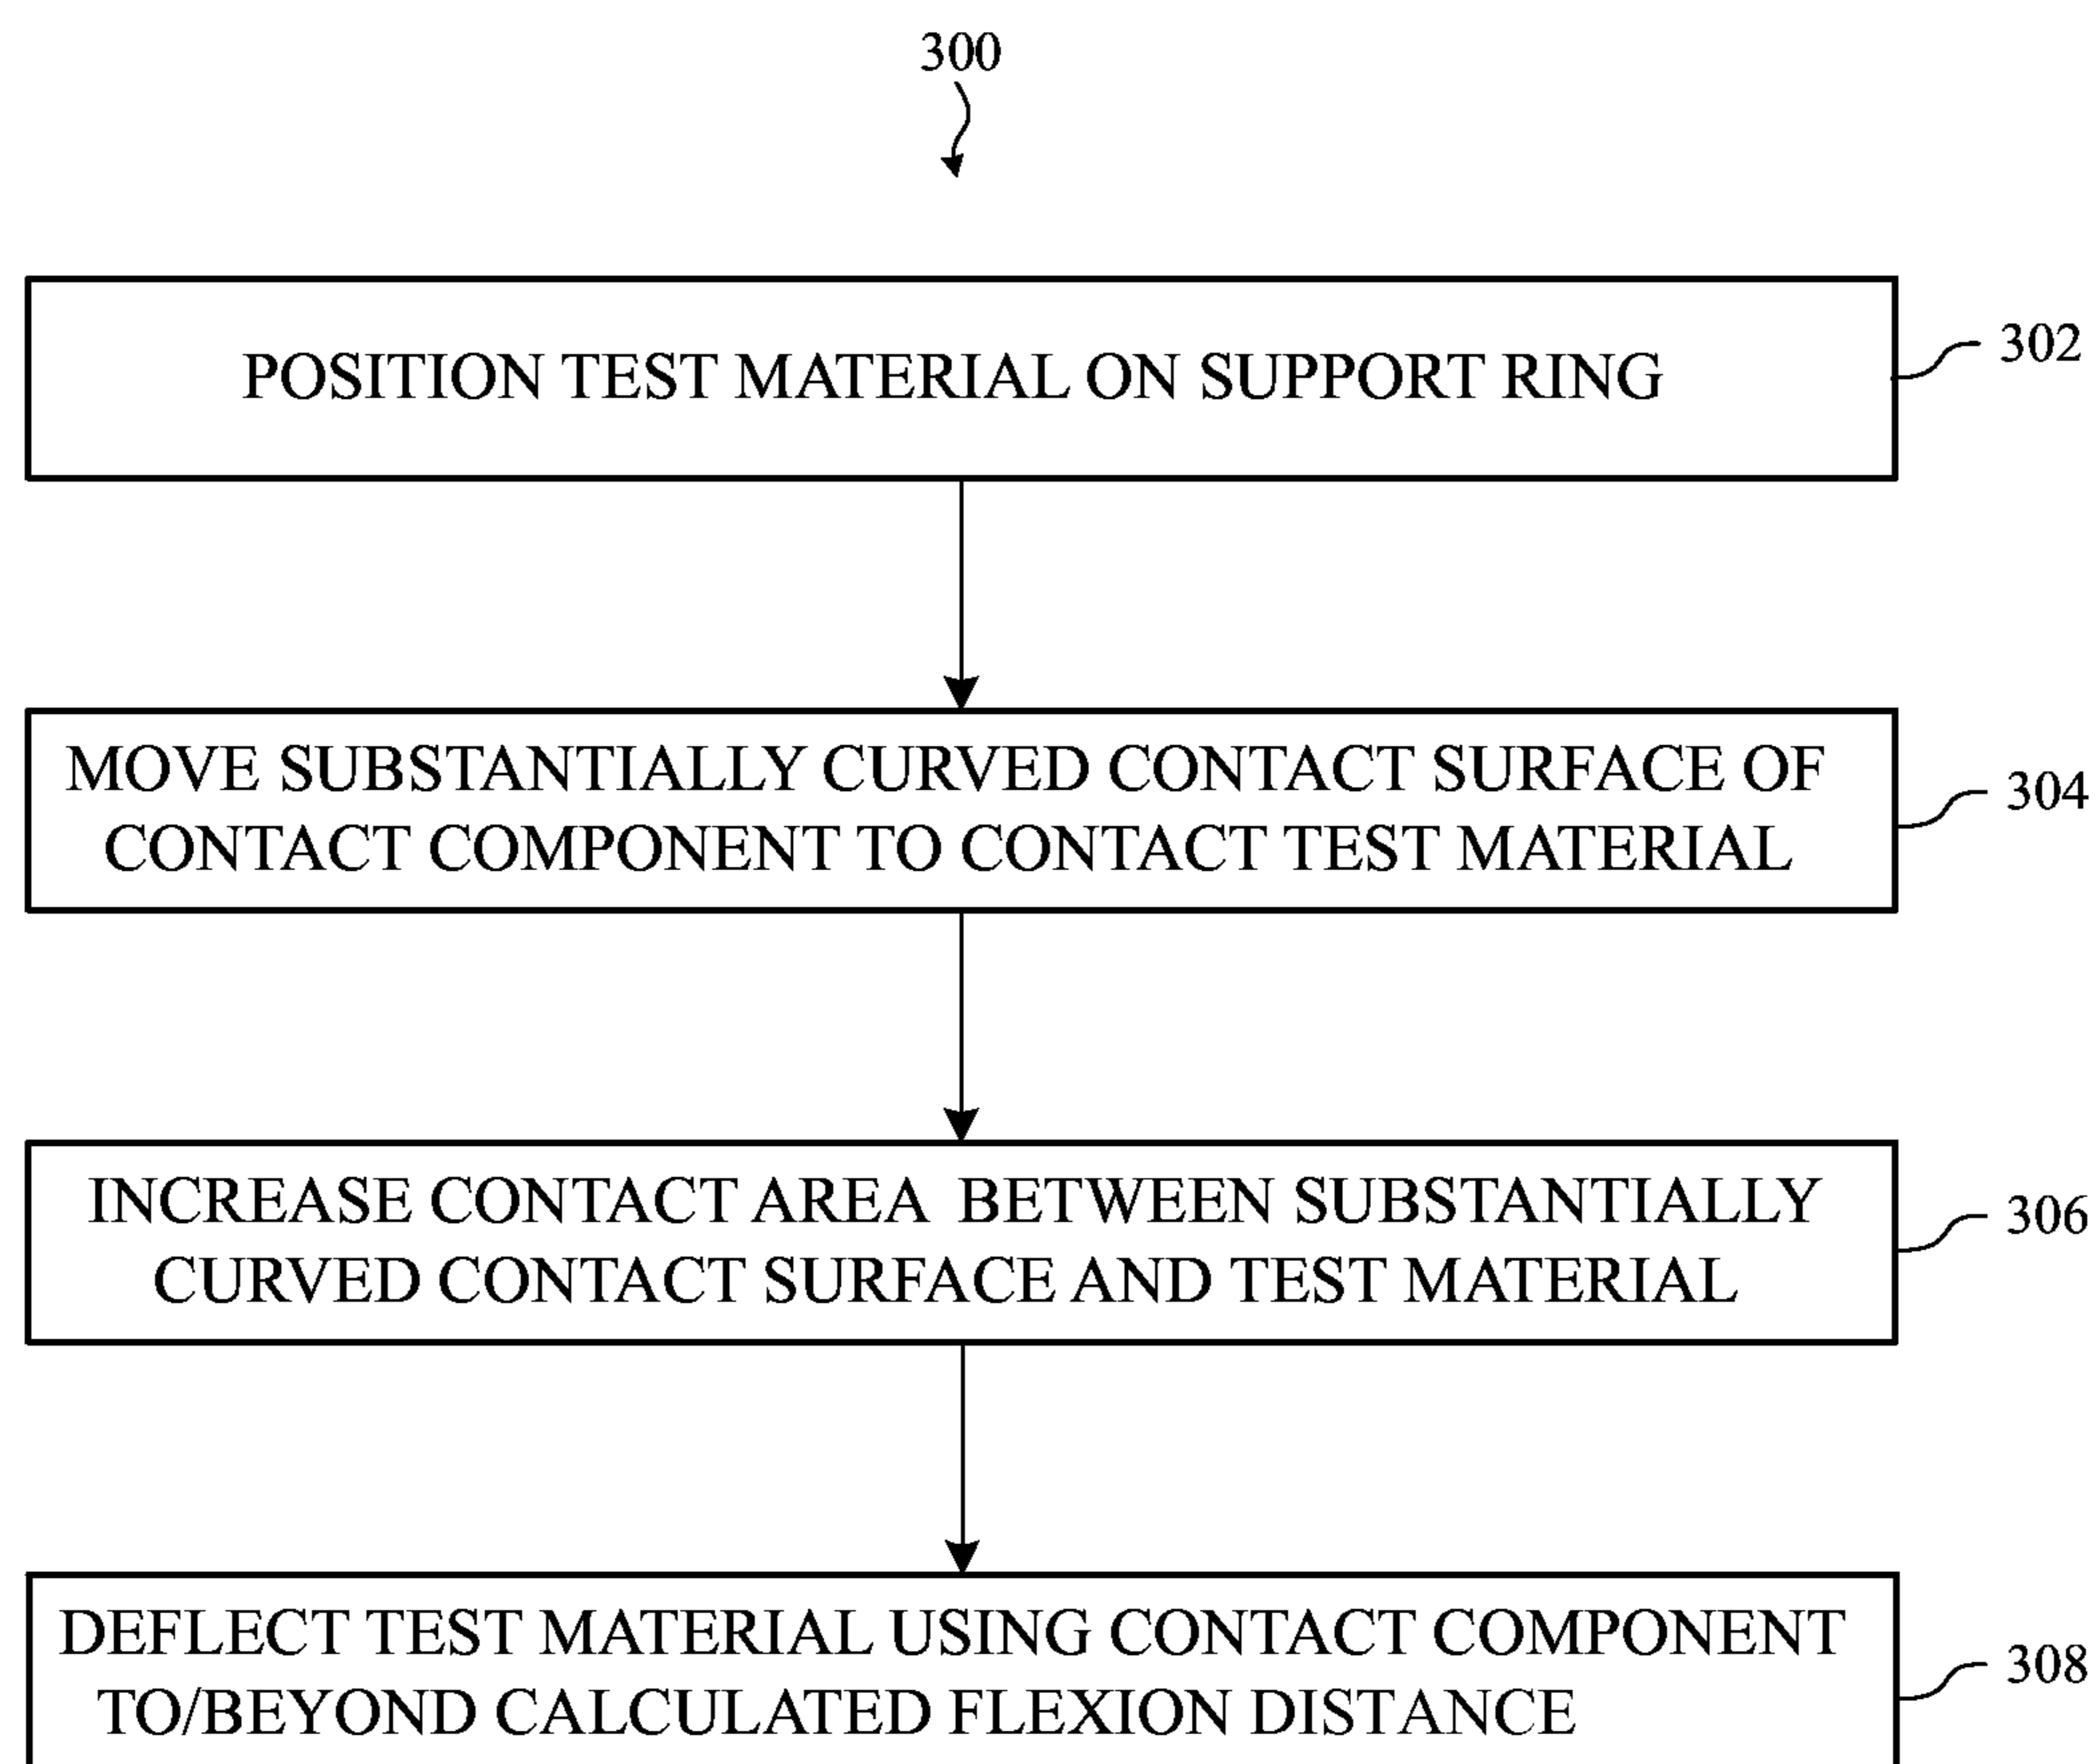 300
POSITION TEST MATERIAL ON SUPPORT RING
302
MOVE SUBSTANTIALLY CURVED CONTACT SURFACE OF
CONTACT COMPONENT TO CONTACT TEST MATERIAL
304
INCREASE CONTACT AREA BETWEEN SUBSTANTIALLY
CURVED CONTACT SURFACE AND TEST MATERIAL
306
DEFLECT TEST MATERIAL USING CONTACT COMPONENT
TO/BEYOND CALCULATED FLEXION DISTANCE
308